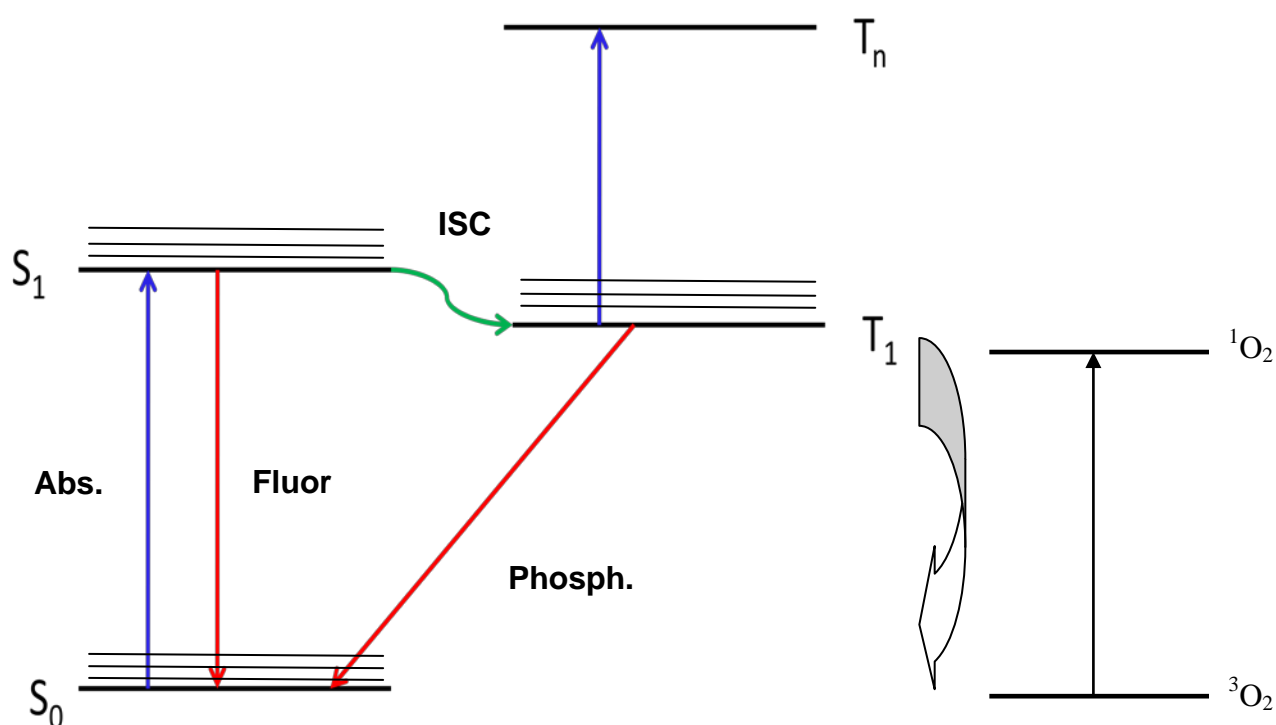 Tₙ
ISC
S₁
T₁
¹O₂
Abs.
Fluor
Phosph.
S₀
³O₂